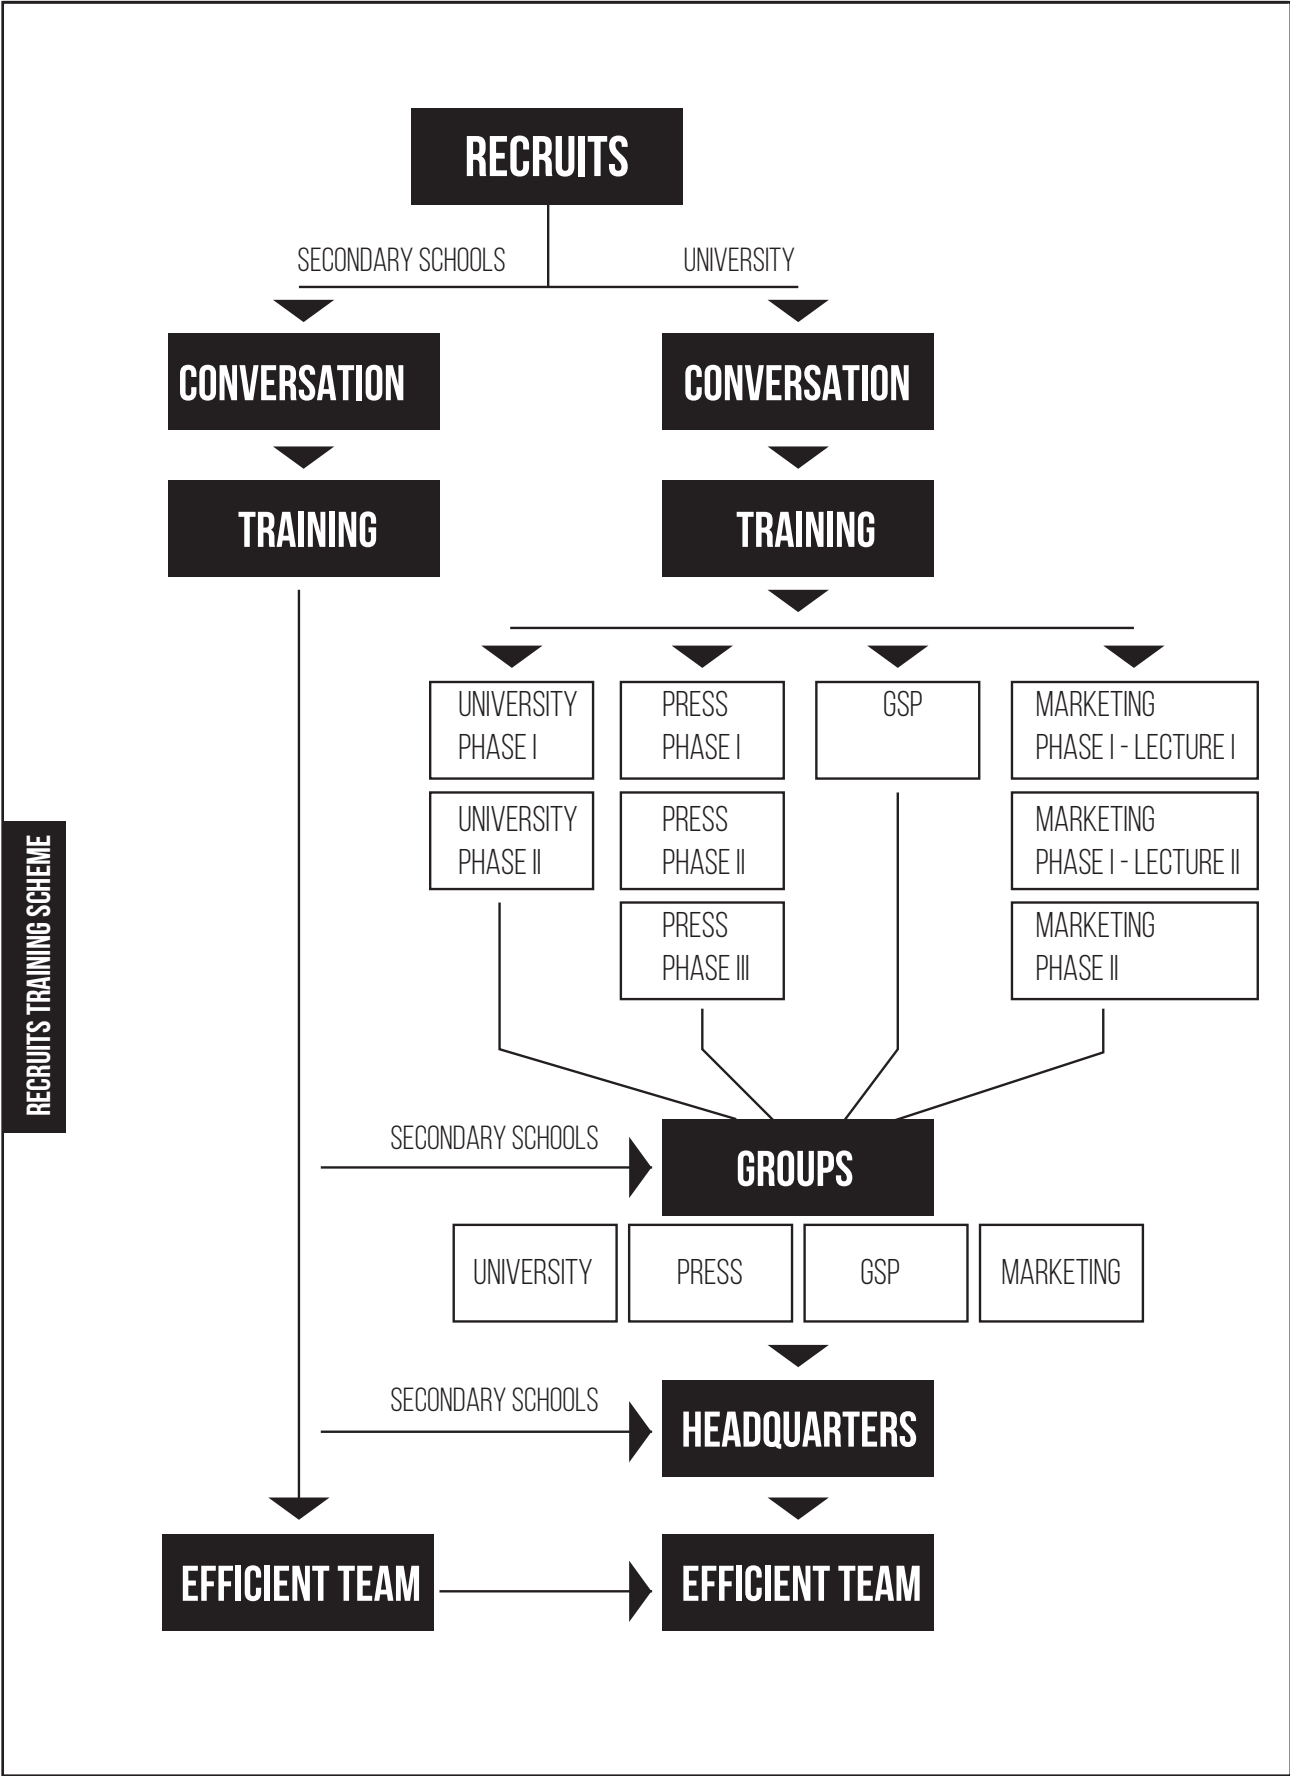 RECRUITS
SECONDARY SCHOOLS
UNIVERSITY
CONVERSATION
CONVERSATION
TRAINING
TRAINING
UNIVERSITY
PHASE I
PRESS
PHASE I
GSP
MARKETING
PHASE I - LECTURE I
UNIVERSITY
PHASE II
PRESS
PHASE II
MARKETING
PHASE I - LECTURE II
PRESS
PHASE III
MARKETING
PHASE II
RECRUITS TRAINING SCHEME
SECONDARY SCHOOLS
GROUPS
UNIVERSITY
PRESS
GSP
MARKETING
SECONDARY SCHOOLS
HEADQUARTERS
EFFICIENT TEAM
EFFICIENT TEAM